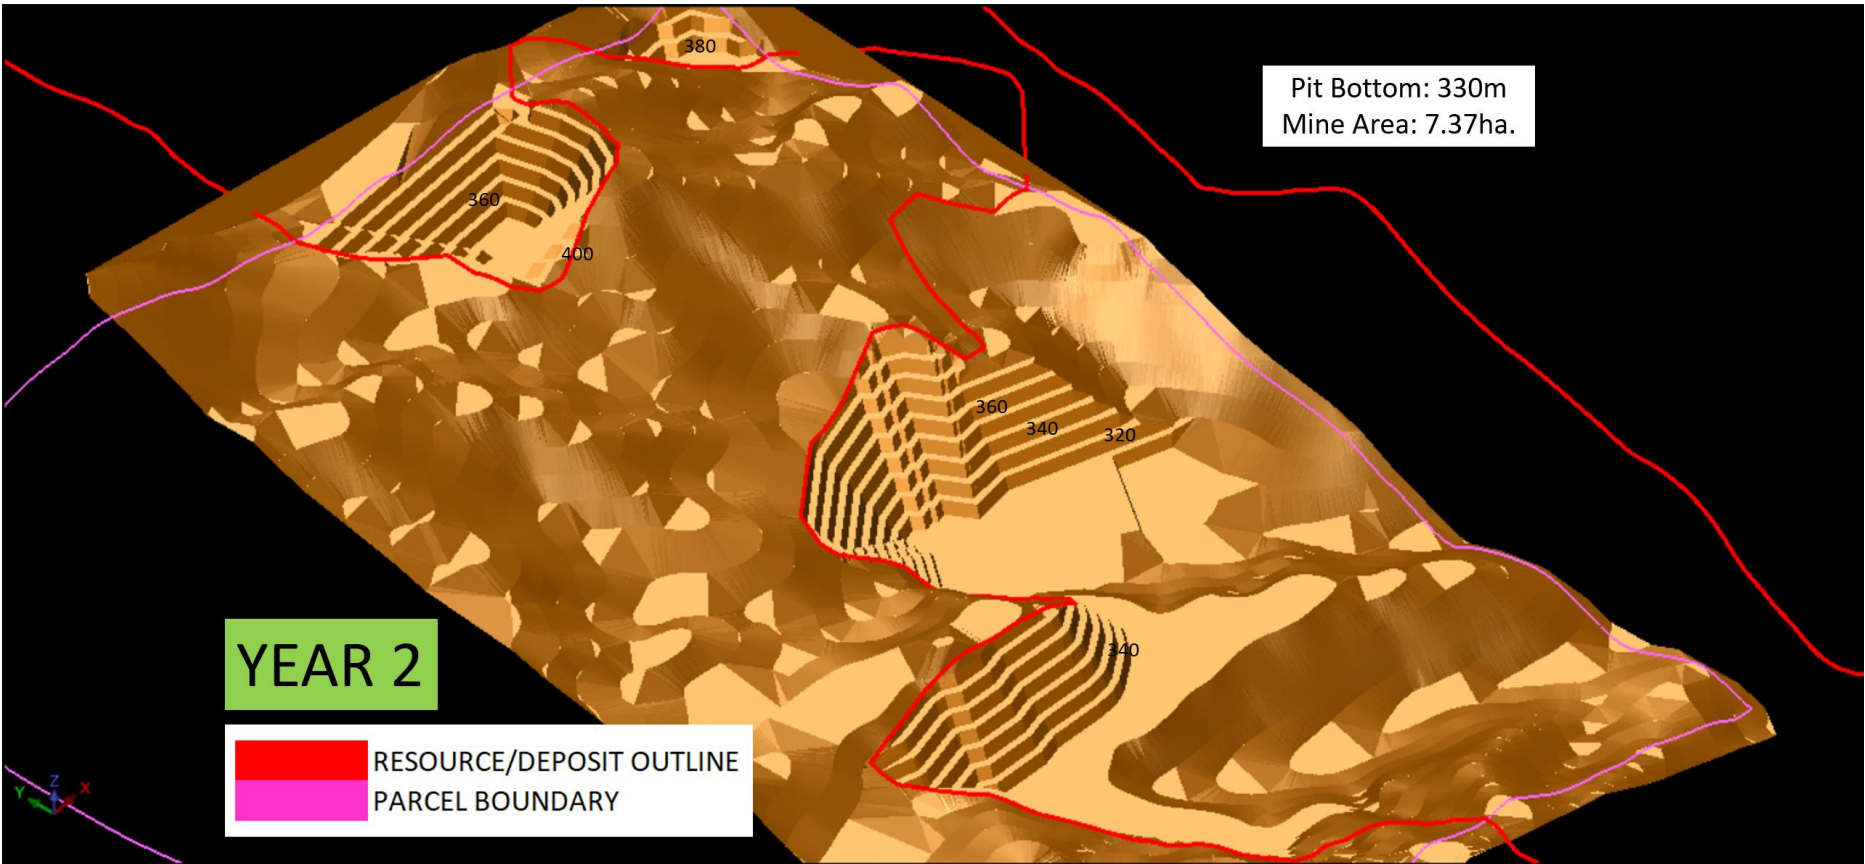 380
Pit Bottom: 330m
Mine Area: 7.37ha.
360
400
360
340
320
340
YEAR 2
RESOURCE/DEPOSIT OUTLINE
PARCEL BOUNDARY
Z
Y
X